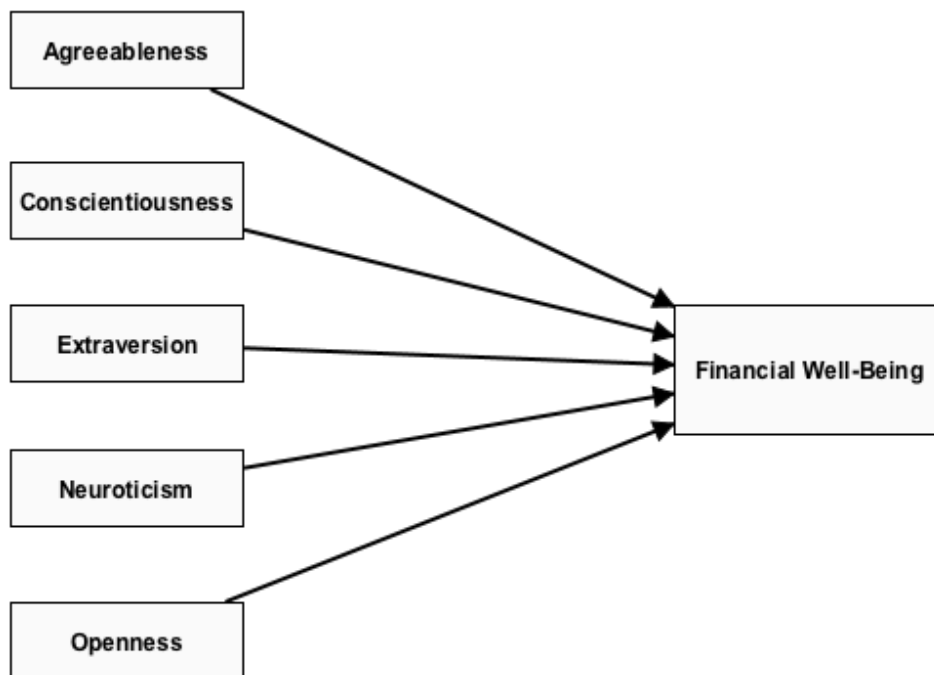 Agreeableness
Conscientiousness
Extraversion
Financial Well-Being
Neuroticism
Openness